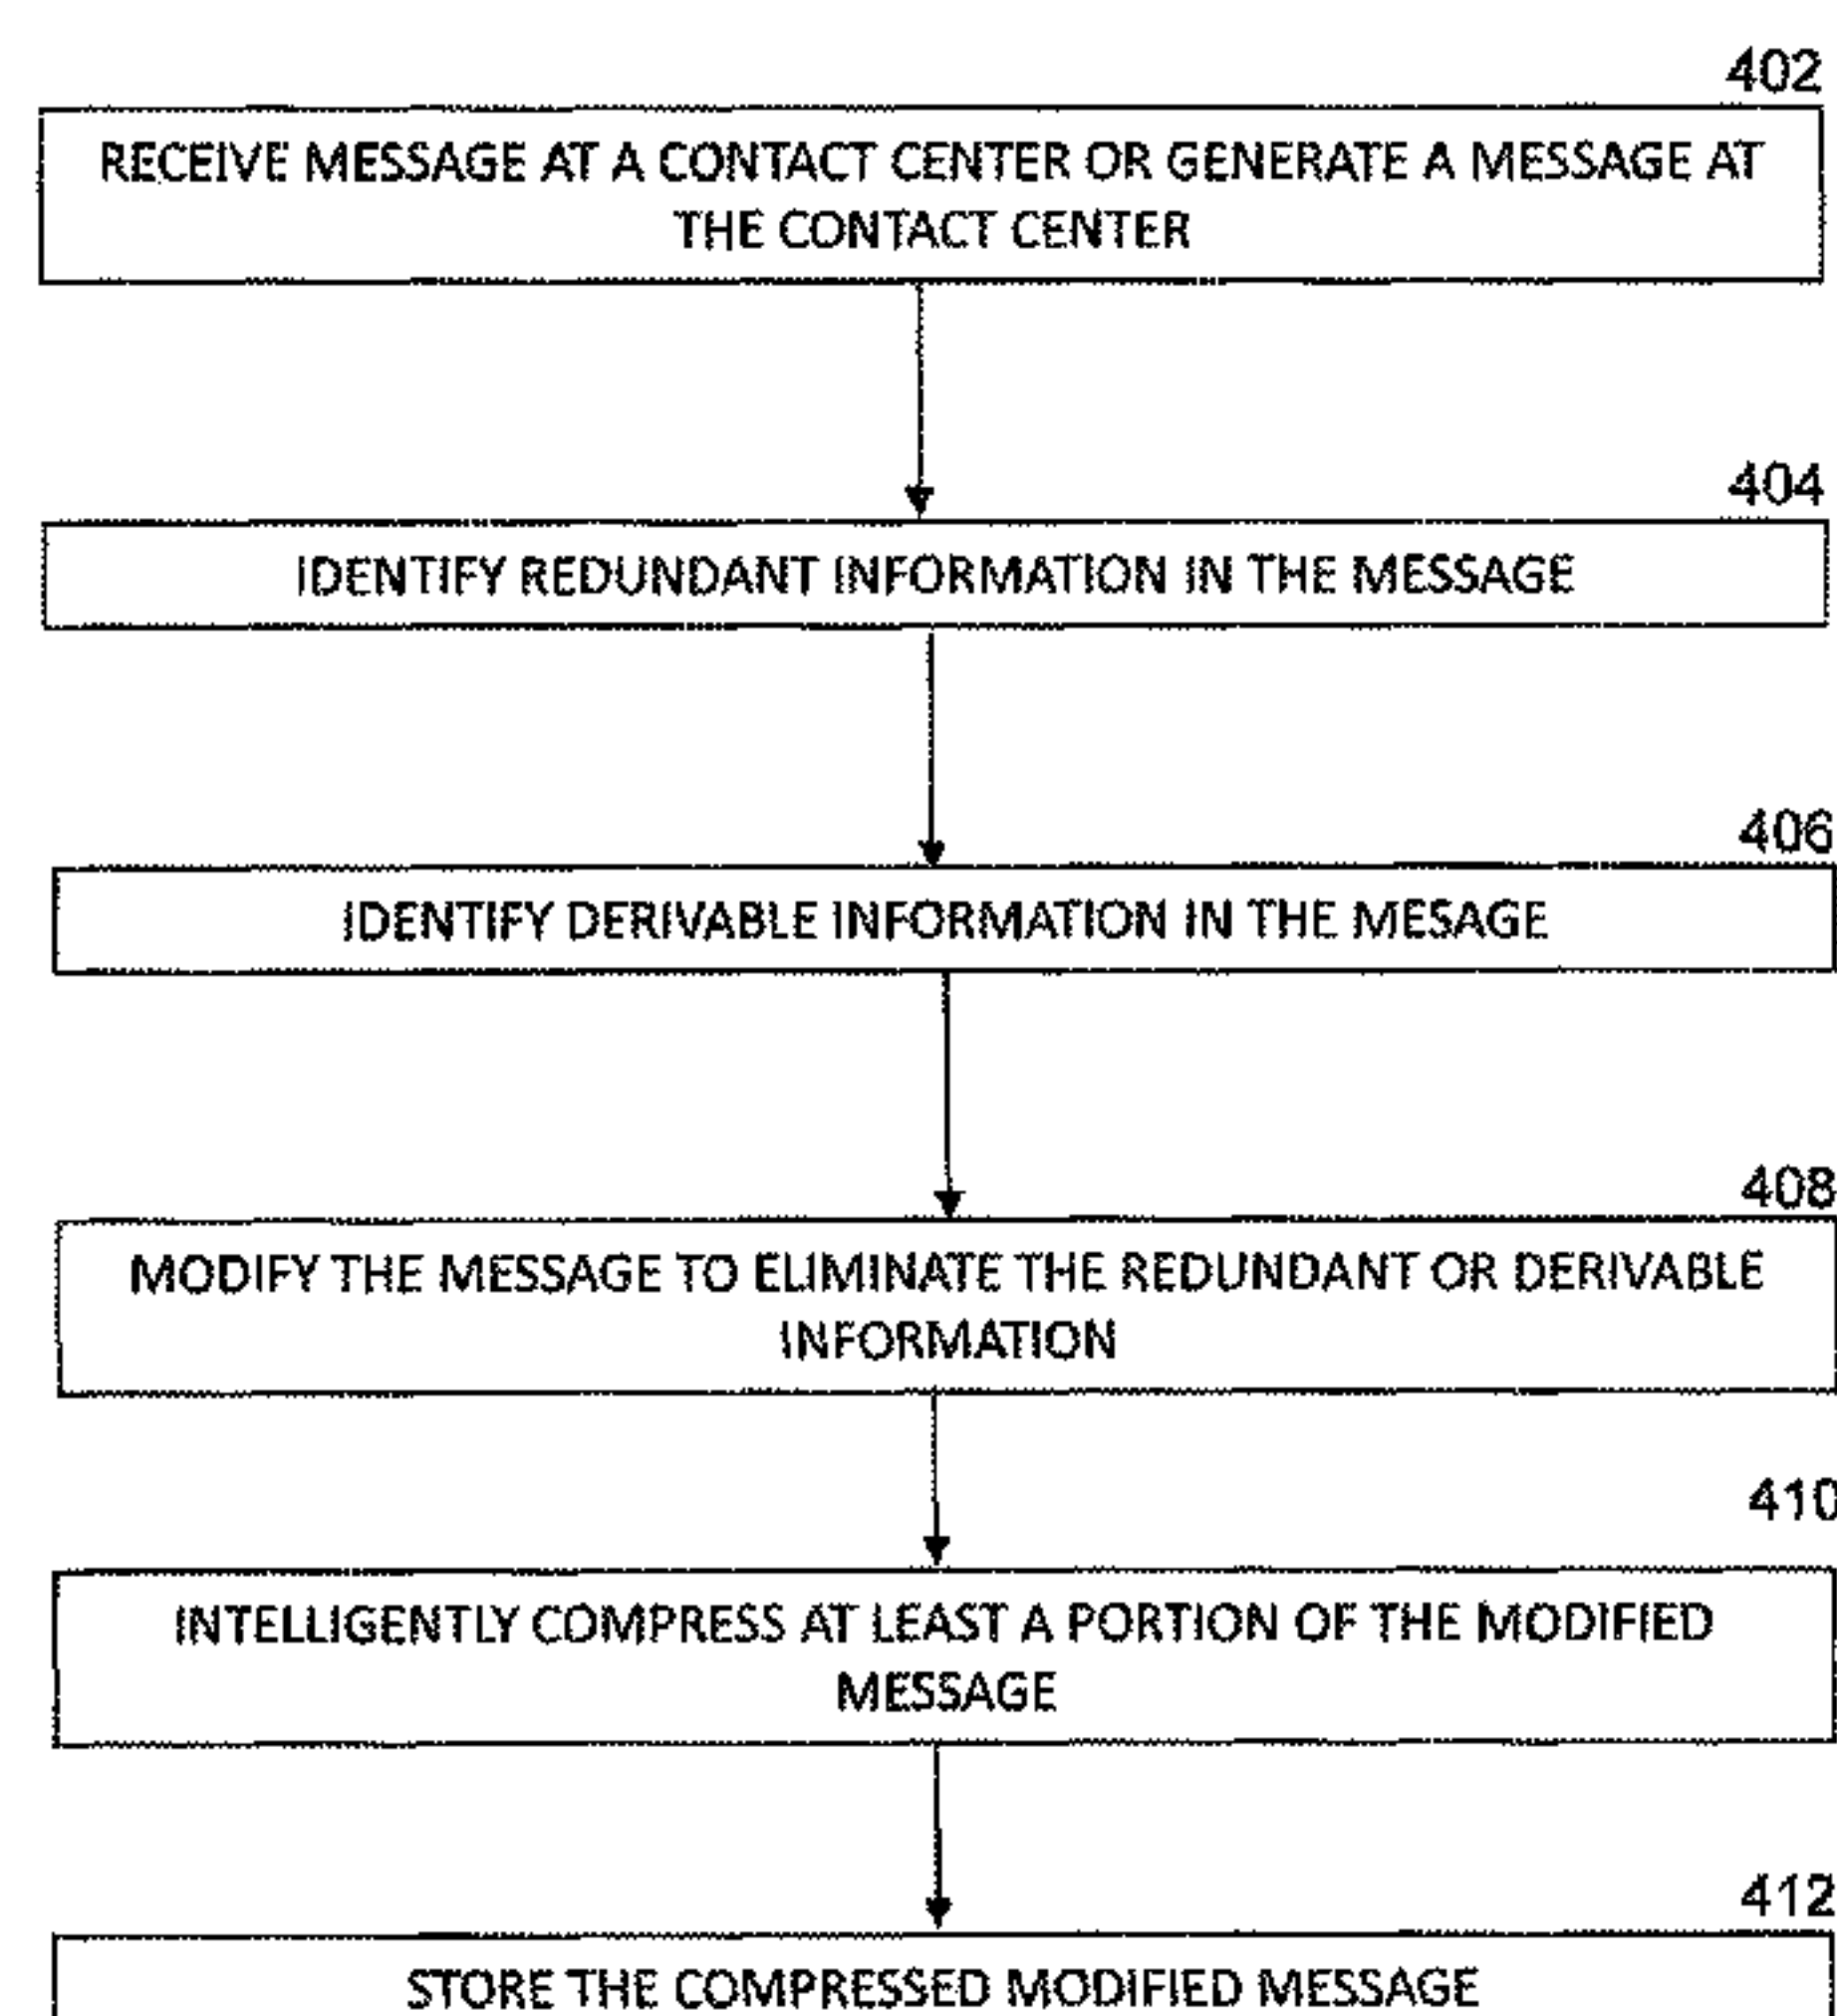 402
RECEIVE MESSAGE AT A CONTACT CENTER OR GENERATE A MESSAGE AT
THE CONTACT CENTER
404
IDENTIFY REDUNDANT INFORMATION IN THE MESSAGE
406
IDENTIFY DERIVABLE INFORMATION IN THE MESAGE
408
MODIFY THE MESSAGE TO ELIMINATE THE REDUNDANT OR DERIVABLE
INFORMATION
410
INTELLIGENTLY COMPRESS AT LEAST A PORTION OF THE MODIFIED
MESSAGE
412
STORE THE COMPRESSED MODIFIED MESSAGE